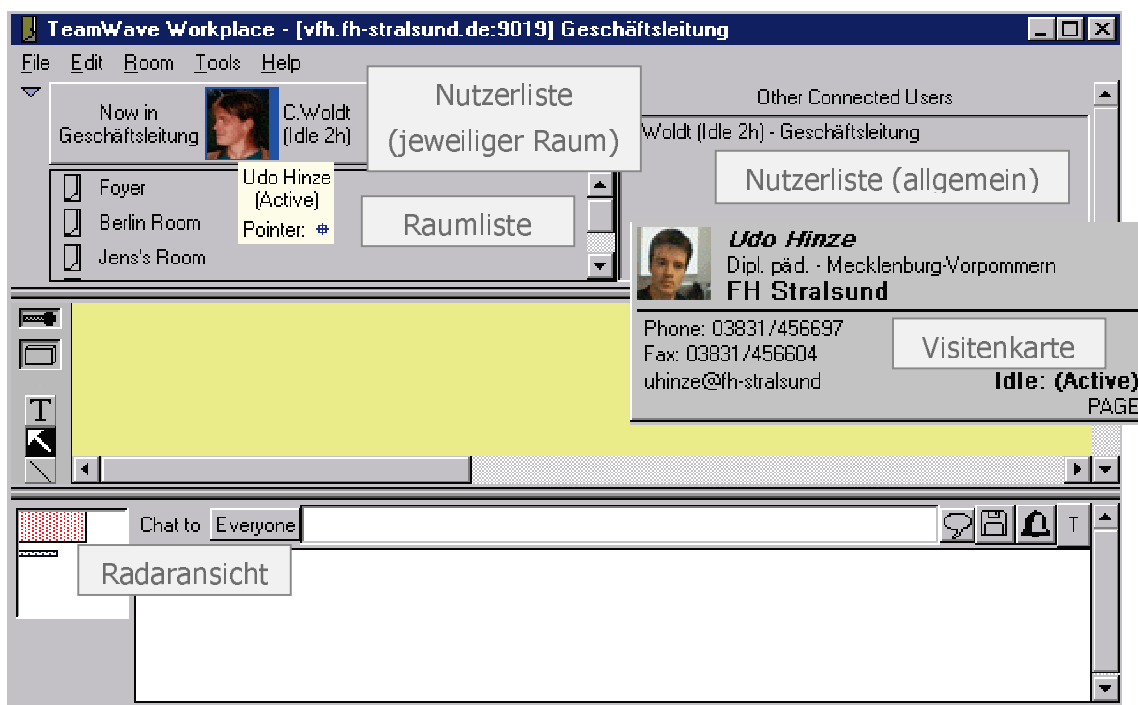 TeamWave Workplace - [vfh.fh-stralsund.de:9019] Geschäftsleitung
File Edit Room Tools Help
Now in
Geschäftsleitung
C.Woldt
(Idle 2h)
Nutzerliste
(jeweiliger Raum)
Other Connected Users
Woldt (Idle 2h) - Geschäftsleitung
Nutzerliste (allgemein)
Foyer
Berlin Room
Jens's Room
Udo Hinze
(Active)
Pointer:
Raumliste
Udo Hinze
Dipl. päd. - Mecklenburg-Vorpommern
FH Stralsund
Phone: 03831/456697
Fax: 03831/456604
uhinze@fh-stralsund
Visitenkarte
Idle: (Active)
PAGE
T
Chat to Everyone
T
Radaransicht